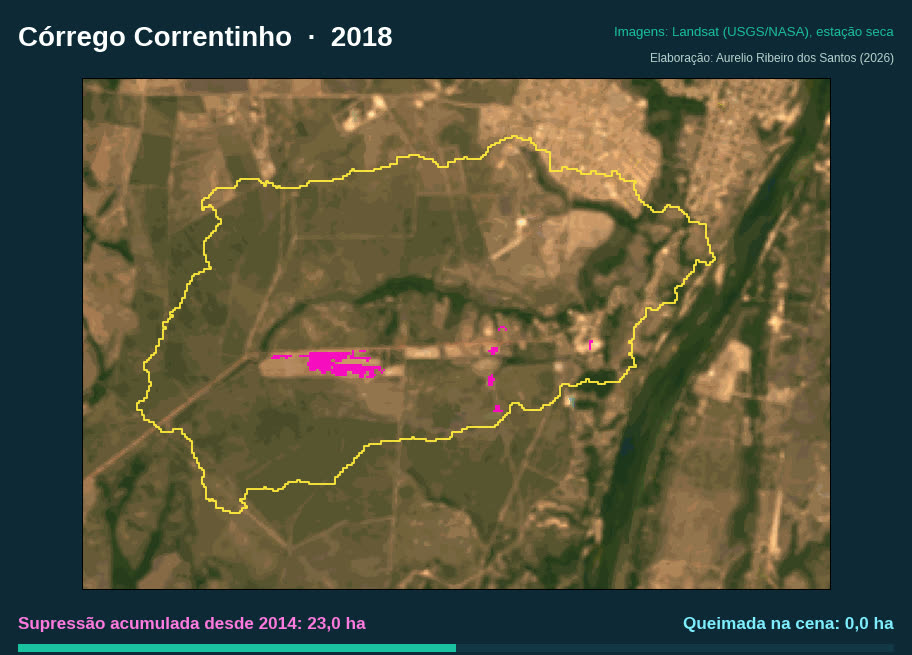 Córrego Correntinho · 2018
Imagens: Landsat (USGS/NASA), estação seca
Elaboração: Aurelio Ribeiro dos Santos (2026)
Supressão acumulada desde 2014: 23,0 ha
Queimada na cena: 0,0 ha